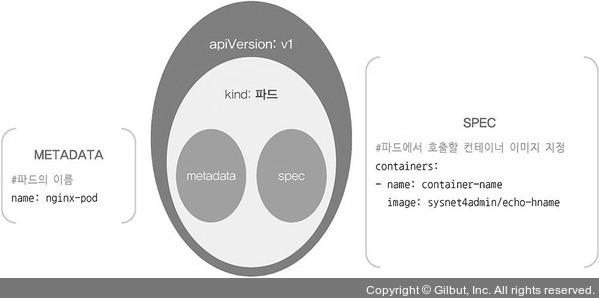 apiVersion: v1
kind: 파드
metadata
spec
METADATA
#파드의 이름
name: nginx-pod
SPEC
#파드에서 호출할 컨테이너 이미지 지정
containers:
- name: container-name
  image: sysnet4admin/echo-hname
Copyright © Gilbut, Inc. All rights reserved.